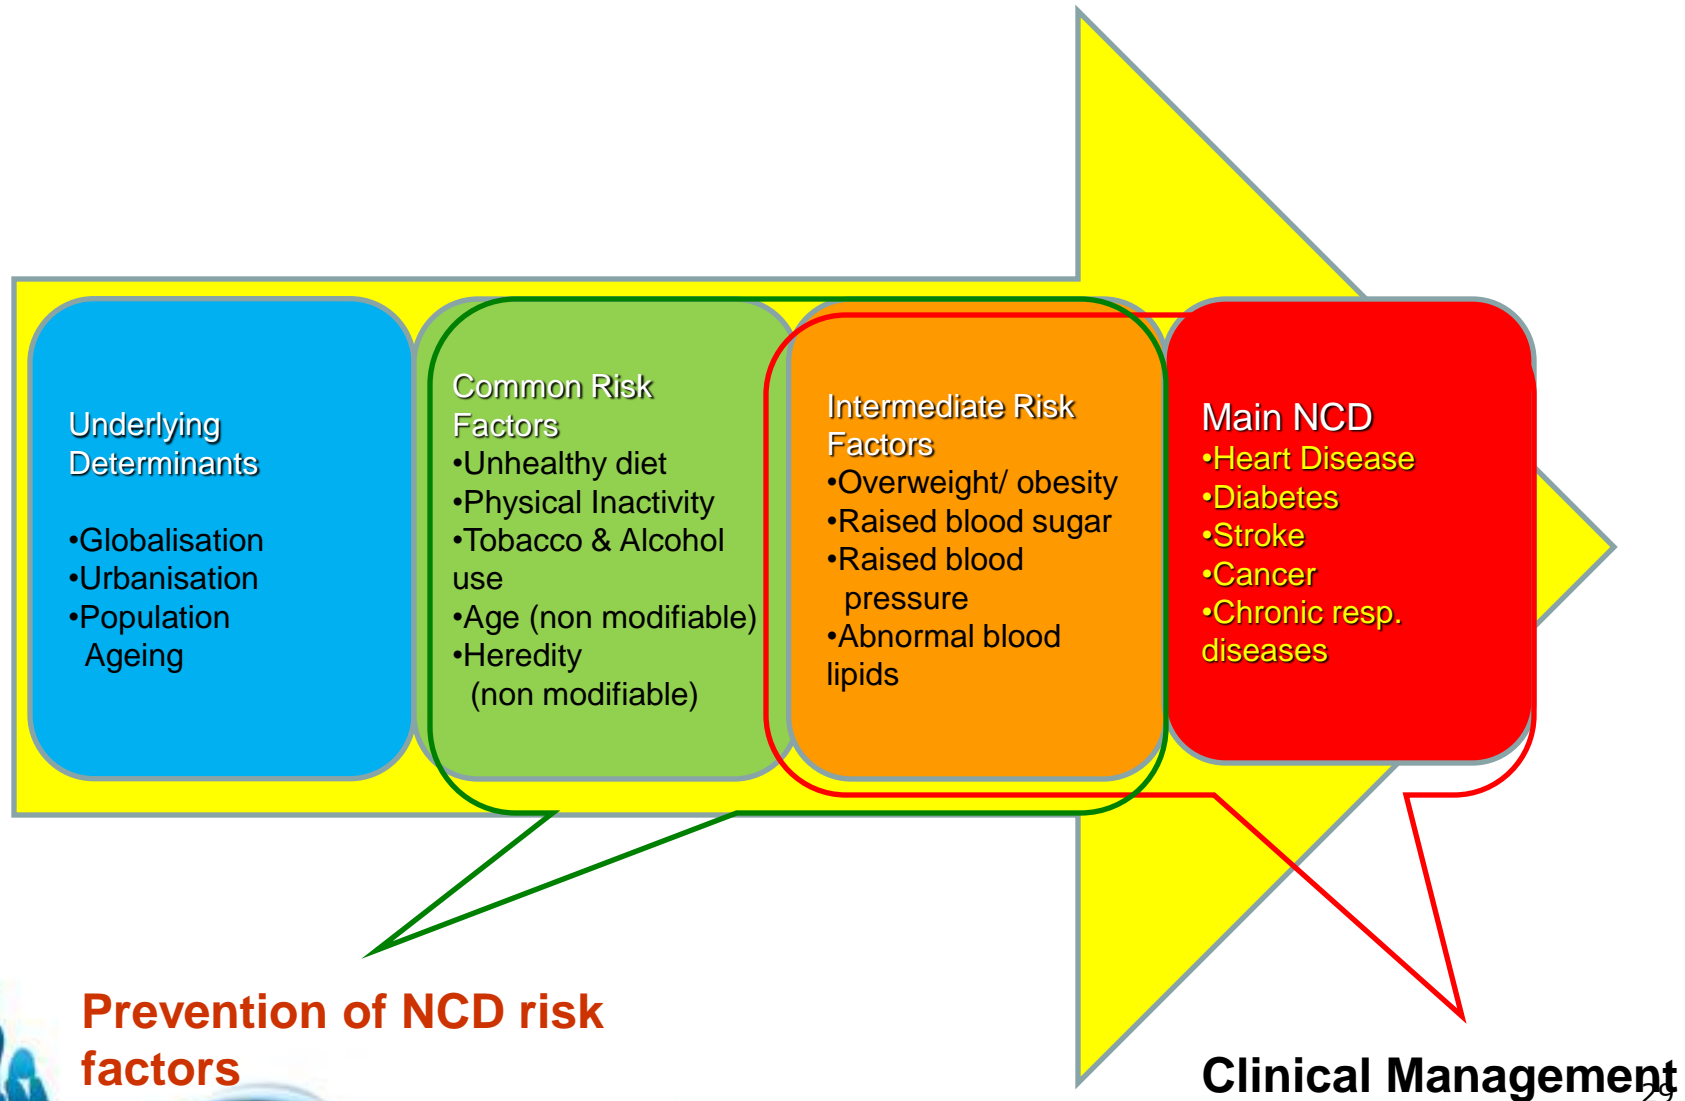 Underlying
Determinants
•Globalisation
•Urbanisation
•Population
Ageing
Common Risk
Factors
•Unhealthy diet
•Physical Inactivity
•Tobacco & Alcohol
use
•Age (non modifiable)
•Heredity
(non modifiable)
Intermediate Risk
Factors
•Overweight/ obesity
•Raised blood sugar
•Raised blood
pressure
•Abnormal blood
lipids
Main NCD
•Heart Disease
•Diabetes
•Stroke
•Cancer
•Chronic resp.
diseases
Prevention of NCD risk
factors
Clinical Management
29